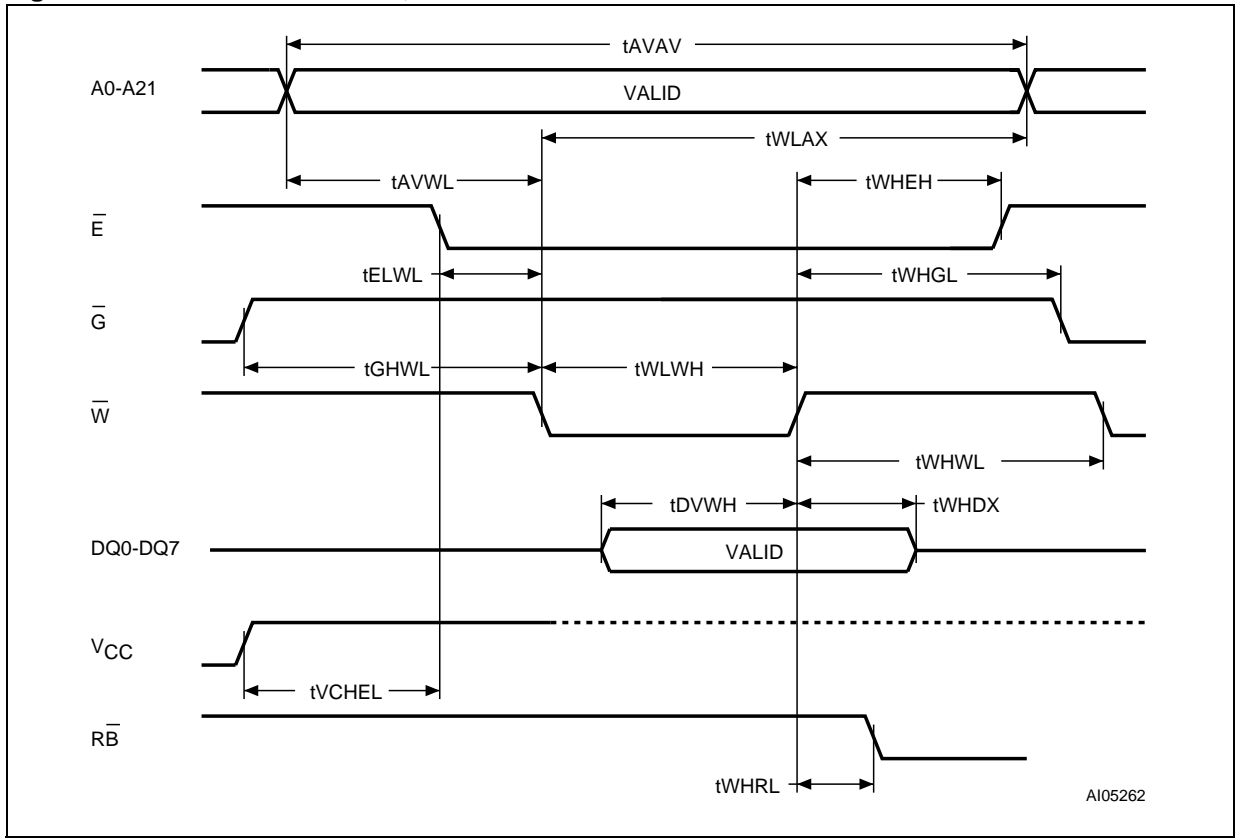 tAVAV
A0-A21
VALID
tWLAX
tAVWL
tWHEH
E̅
tELWL
tWHGL
G̅
tGHWL
tWLWH
W̅
tWHWL
tDVWH
tWHDX
DQ0-DQ7
VALID
VCC
tVCHEL
RB̅
tWHRL
AI05262